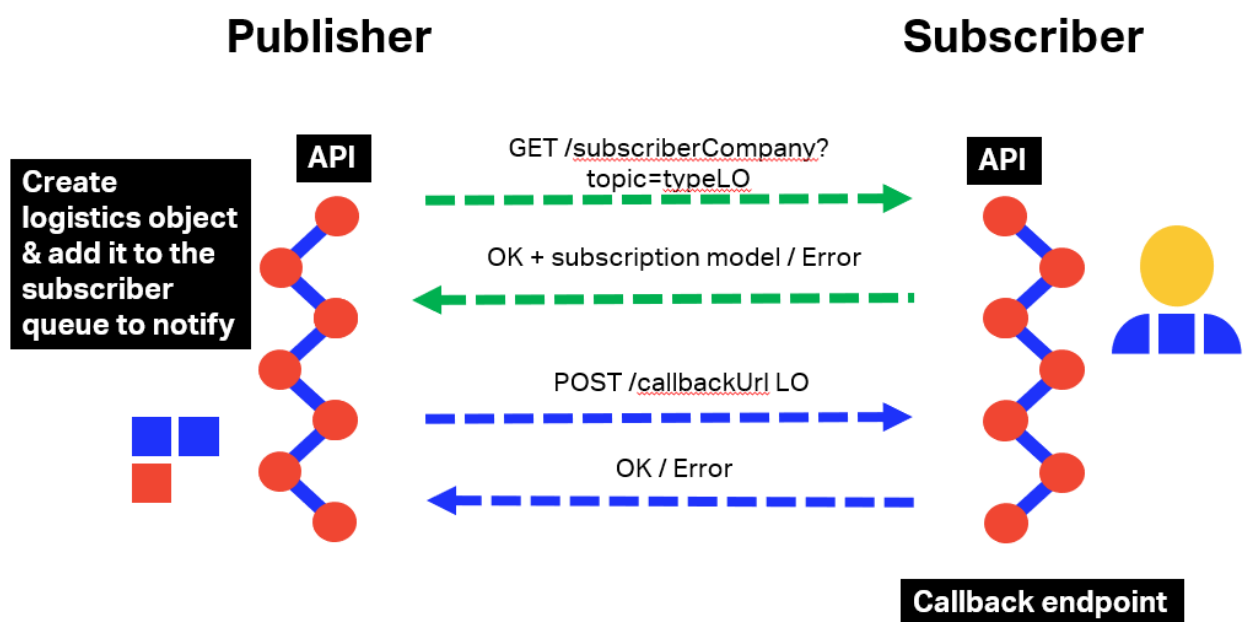 Publisher
Subscriber
API
API
Create
logistics object
& add it to the
subscriber
queue to notify
GET /subscriberCompany?
topic=typeLO
OK + subscription model / Error
POST /callbackUrl LO
OK / Error
Callback endpoint